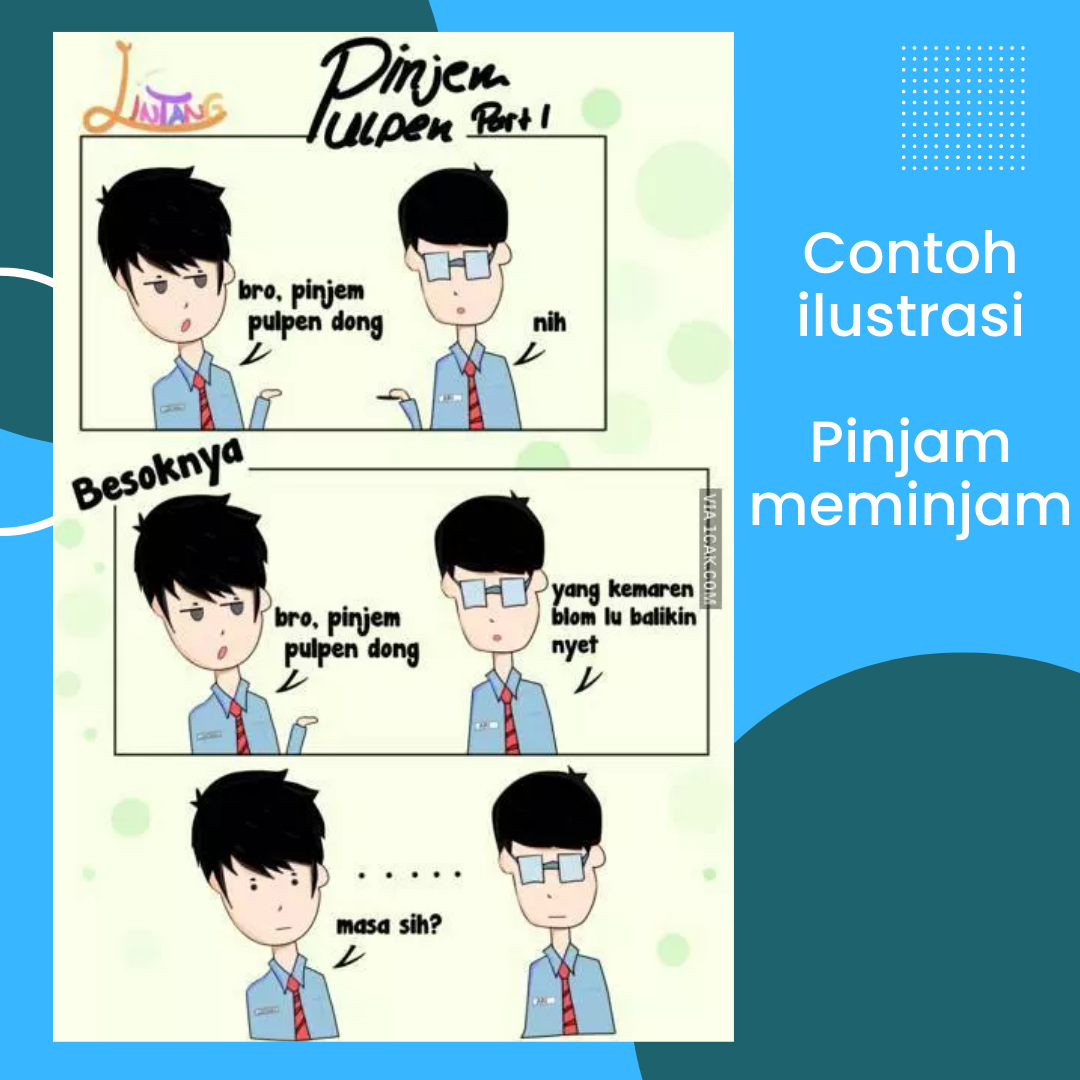 LINTANG
Pinjem
Pulpen Part 1
bro, pinjem
pulpen dong
nih
Besoknya
bro, pinjem
pulpen dong
yang kemaren
blom lu balikin
nyet
VIA 1CAK.COM
. . . . .
masa sih?
Contoh
ilustrasi
Pinjam
meminjam